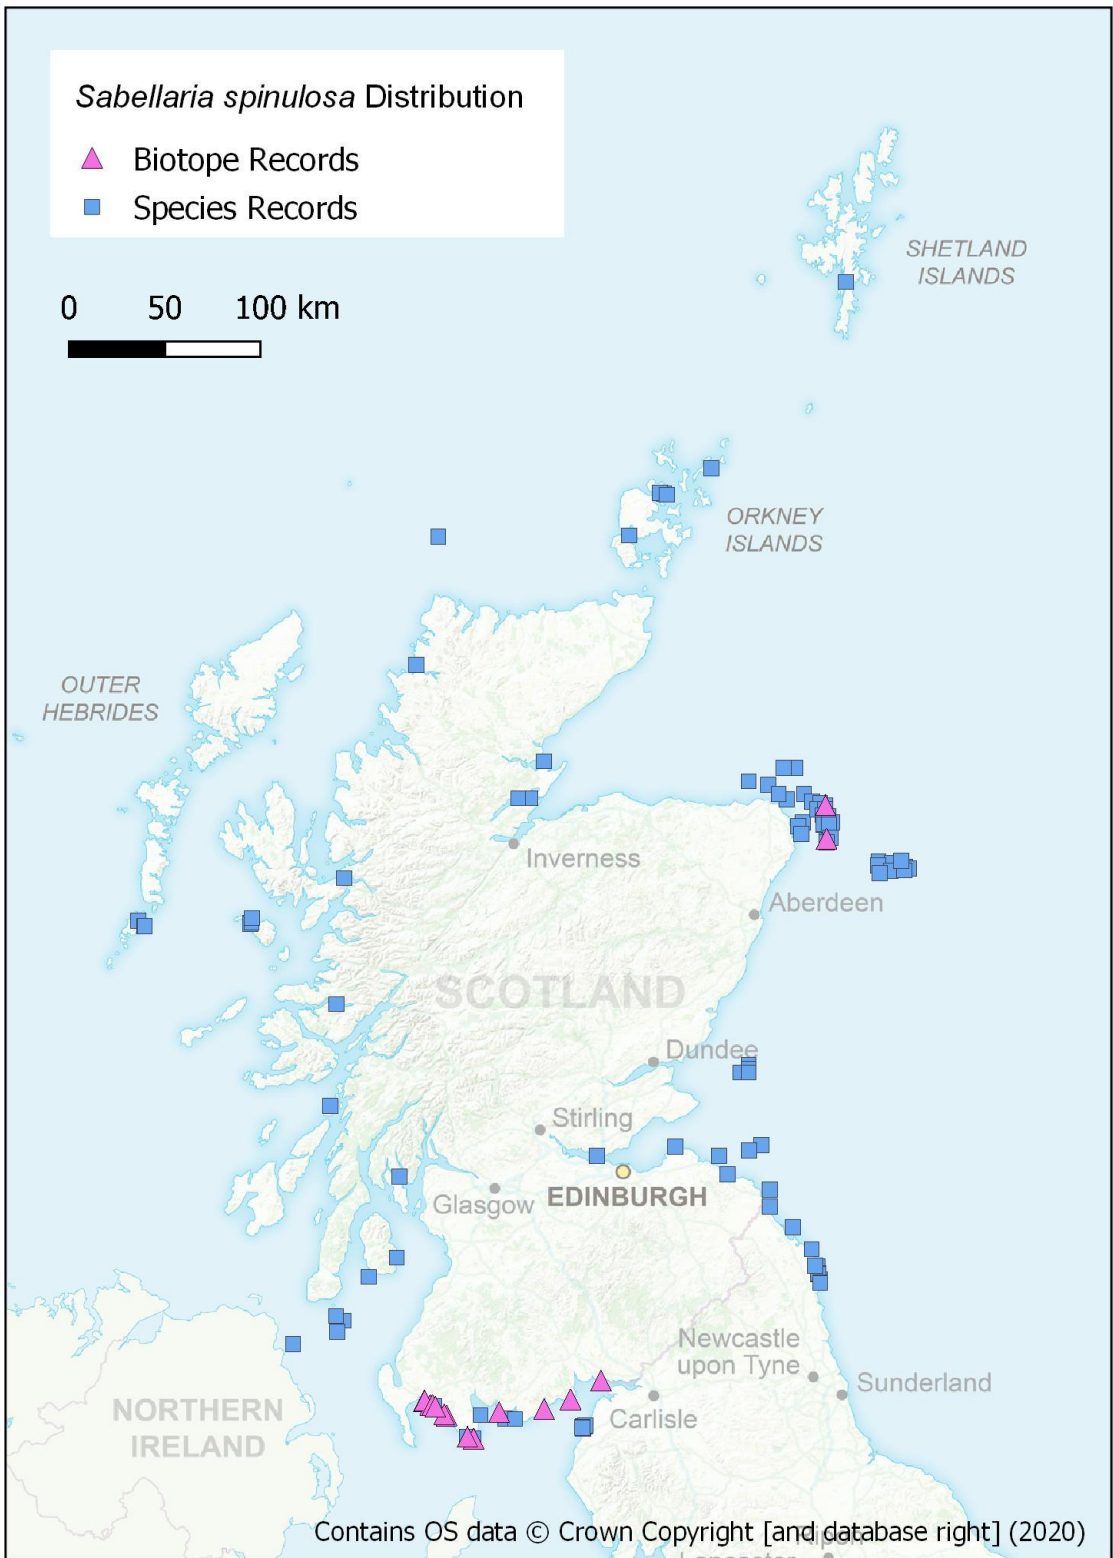 Sabellaria spinulosa Distribution
Biotope Records
Species Records
SHETLAND
ISLANDS
0 50 100 km
ORKNEY
ISLANDS
OUTER
HEBRIDES
Inverness
Aberdeen
SCOTLAND
Dundee
Stirling
EDINBURGH
Glasgow
Newcastle
upon Tyne
Sunderland
Carlisle
NORTHERN
IRELAND
Contains OS data © Crown Copyright [and database right] (2020)
Ripon
Lancaster